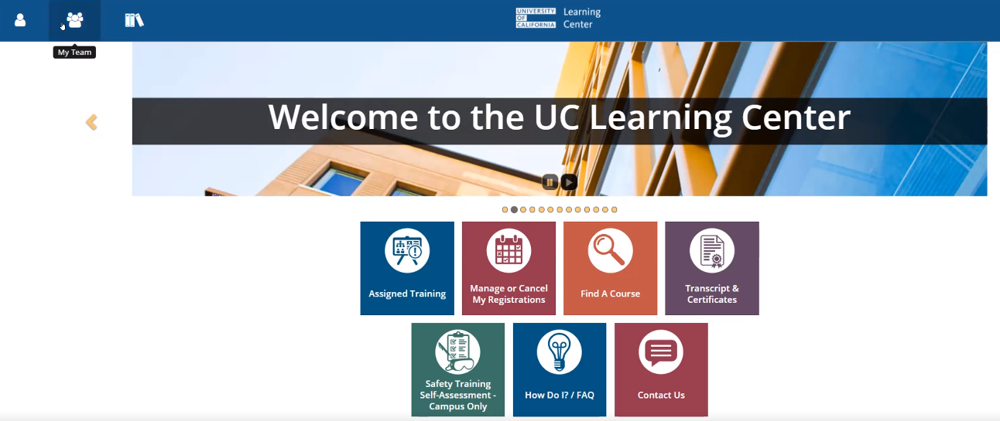 UNIVERSITY
OF
CALIFORNIA
Learning
Center
My Team
Welcome to the UC Learning Center
Assigned Training
Manage or Cancel
My Registrations
Find A Course
Transcript &
Certificates
Safety Training
Self-Assessment -
Campus Only
How Do I? / FAQ
Contact Us